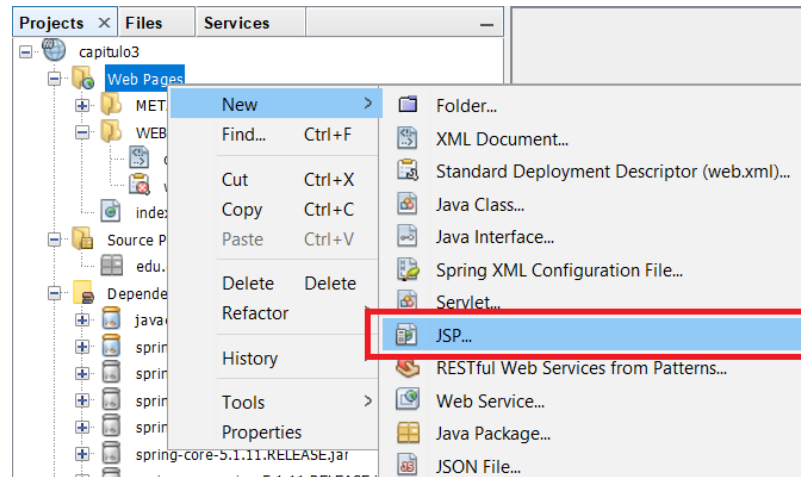 Projects × Files Services
capitulo3
Web Pages
MET
WEB
index
Source P
edu.
Depende
java
sprin
sprin
sprin
sprin
spring-core-5.1.11.RELEASE.jar
New >
Find... Ctrl+F
Cut Ctrl+X
Copy Ctrl+C
Paste Ctrl+V
Delete Delete
Refactor
History
Tools >
Properties
Folder...
XML Document...
Standard Deployment Descriptor (web.xml)...
Java Class...
Java Interface...
Spring XML Configuration File...
Servlet...
JSP...
RESTful Web Services from Patterns...
Web Service...
Java Package...
JSON File...